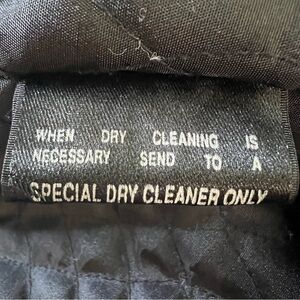 WHEN DRY CLEANING IS
NECESSARY SEND TO A
SPECIAL DRY CLEANER ONLY